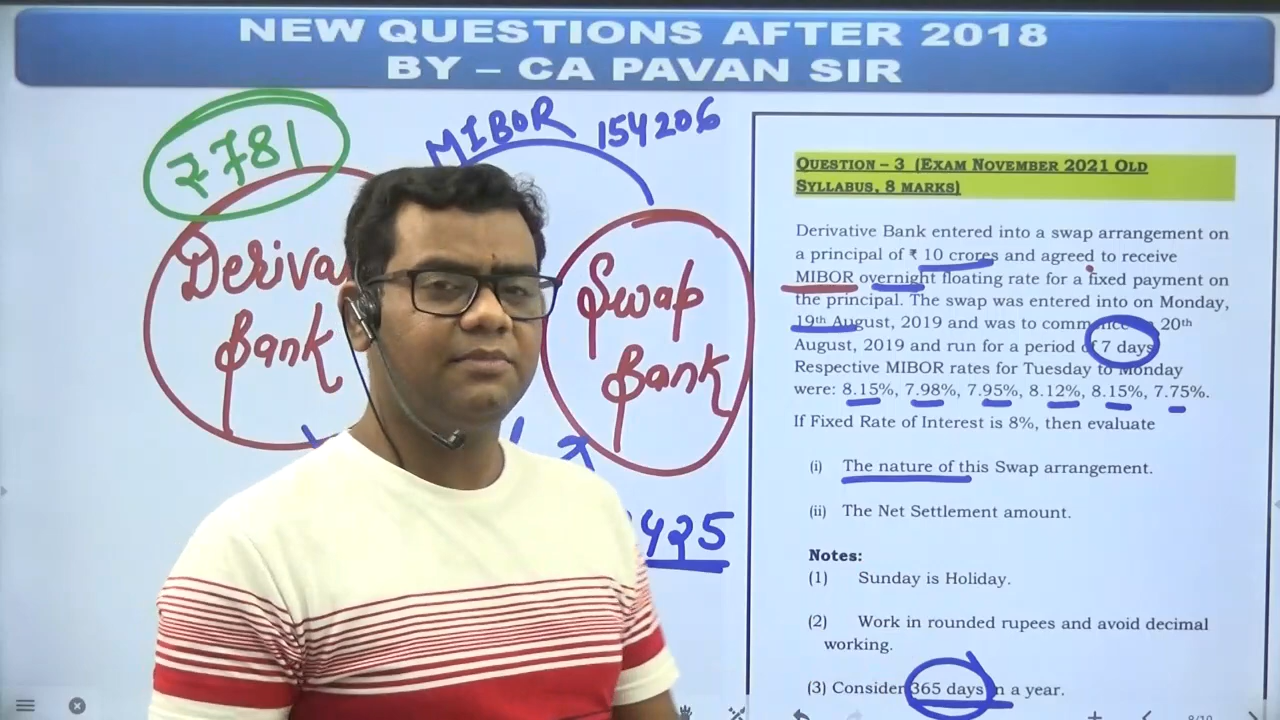 NEW QUESTIONS AFTER 2018
BY – CA PAVAN SIR
₹781
MIBOR 154206
Bank
Swap
Bank
QUESTION – 3 (EXAM NOVEMBER 2021 OLD
SYLLABUS, 8 MARKS)
Derivative Bank entered into a swap arrangement on
a principal of ₹ 10 crores and agreed to receive
MIBOR overnight floating rate for a fixed payment on
the principal. The swap was entered into on Monday,
19th August, 2019 and was to 20th
August, 2019 and run for a period of 7 days
Respective MIBOR rates for Tuesday to Monday
were: 8.15%, 7.98%, 7.95%, 8.12%, 8.15%, 7.75%.
If Fixed Rate of Interest is 8%, then evaluate
(i) The nature of this Swap arrangement.
(ii) The Net Settlement amount.
Notes:
(1) Sunday is Holiday.
(2) Work in rounded rupees and avoid decimal
working.
(3) Consider 365 days in a year.